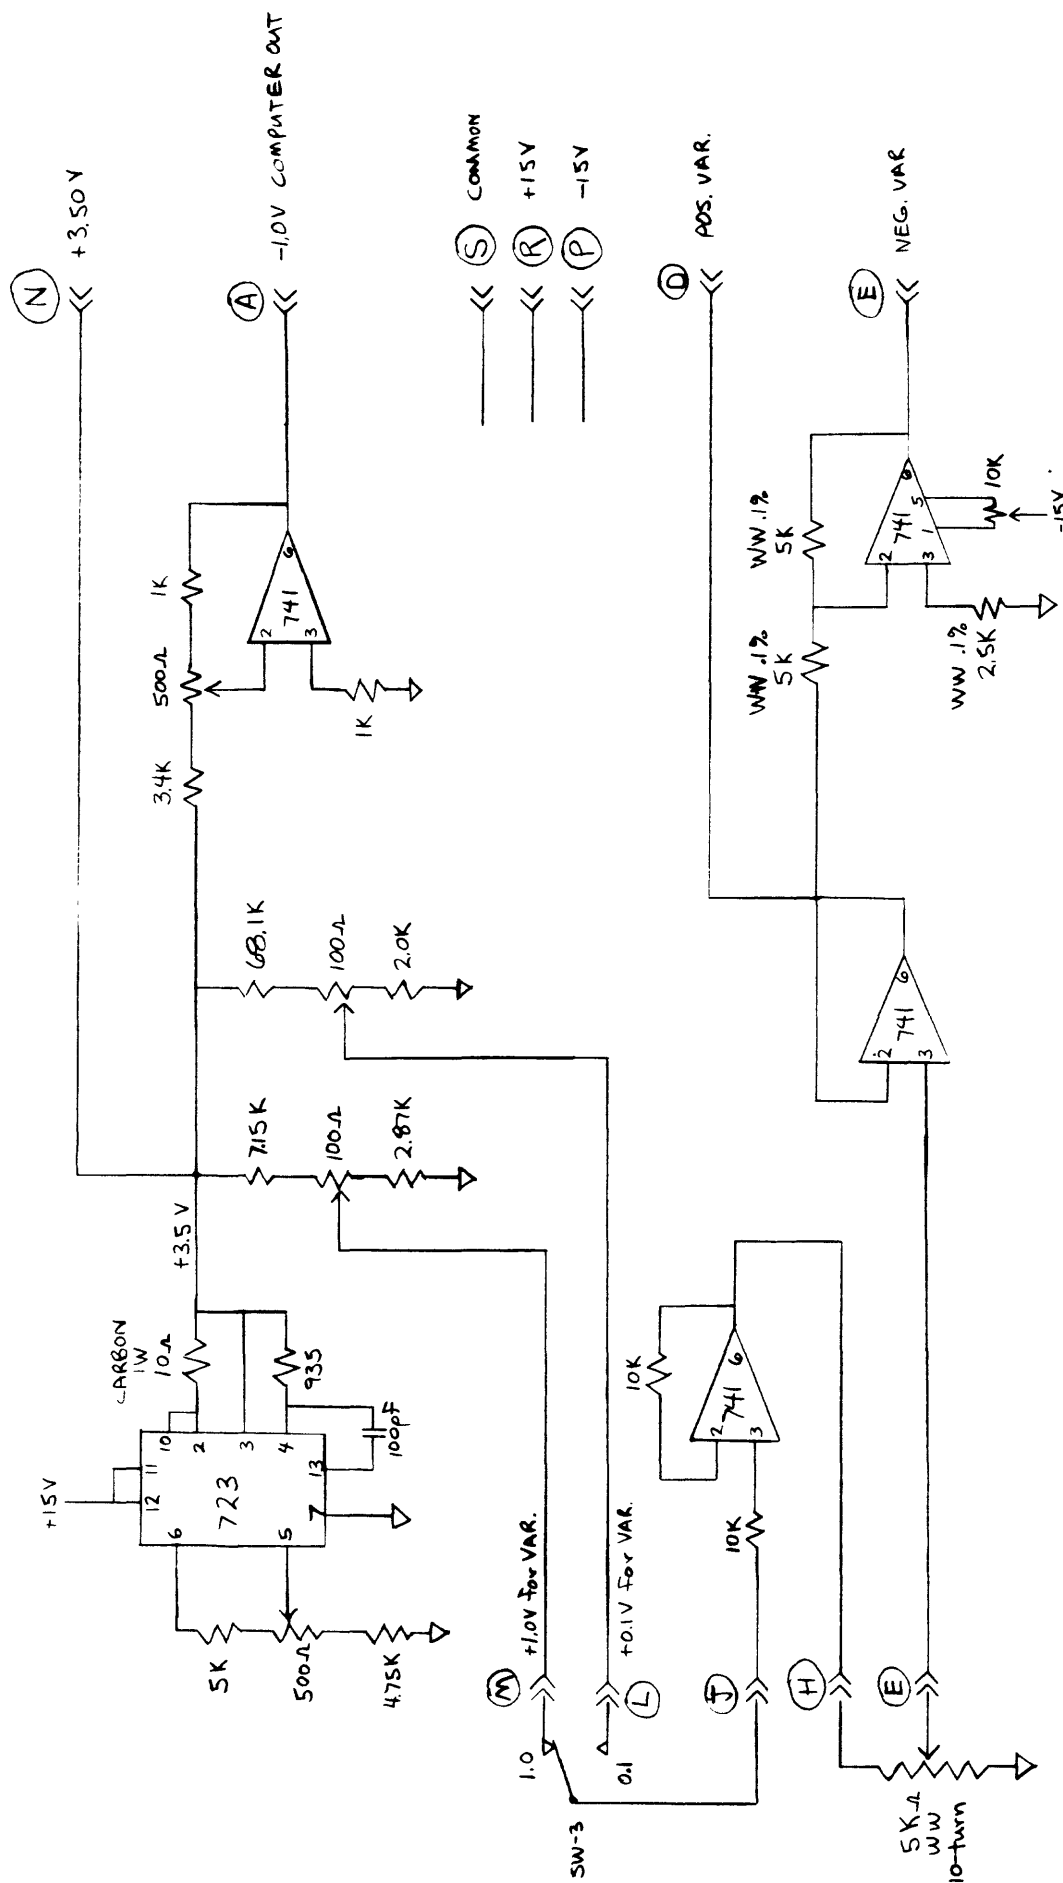 N
+3.50V
A
-1.0V COMPUTER OUT
S COMMON
R +15V
P -15V
D
POS. VAR.
E
NEG. VAR
1K
500Ω
3.4K
2
3
741
6
1K
WW .1%
5K
WW .1%
5K
2
3
741
6
1
5
10K
-15V
WW .1%
2.5K
68.1K
100Ω
2.0K
7.15K
100Ω
2.87K
2
3
741
6
+3.5V
CARBON
1W
10Ω
935
100pF
+15V
12
11
10
2
3
4
13
7
6
5
723
5K
500Ω
4.75K
10K
2
3
741
6
10K
M
+1.0V for VAR.
L
+0.1V for VAR.
J
H
E
1.0
0.1
SW-3
5KΩ
WW
10-turn